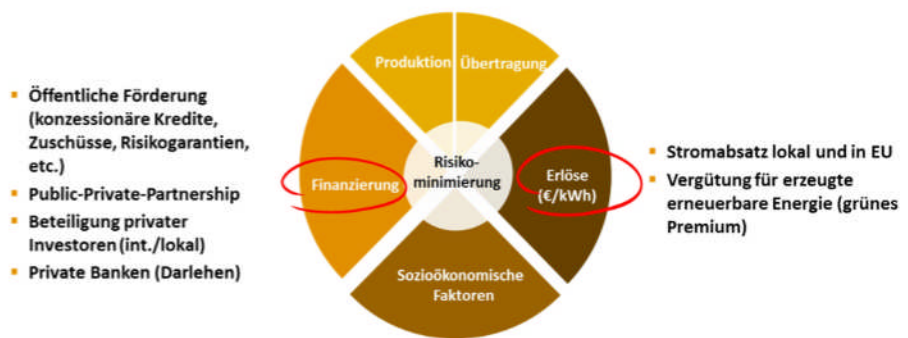 Produktion
Übertragung
▪ Öffentliche Förderung
(konzessionäre Kredite,
Zuschüsse, Risikogarantien,
etc.)
▪ Public-Private-Partnership
▪ Beteiligung privater
Investoren (int./lokal)
▪ Private Banken (Darlehen)
Finanzierung
Risiko-
minimierung
Erlöse
(€/kWh)
▪ Stromabsatz lokal und in EU
▪ Vergütung für erzeugte
erneuerbare Energie (grünes
Premium)
Sozioökonomische
Faktoren